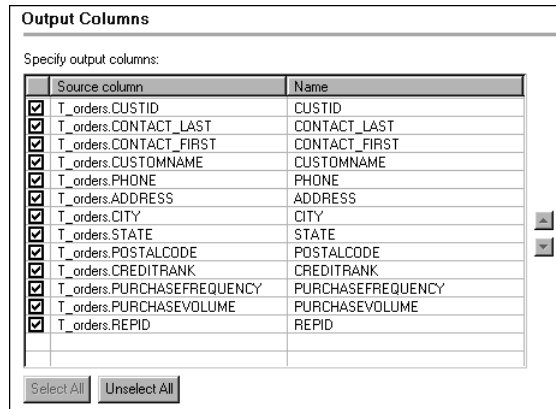 Output Columns
Specify output columns:
Source column Name
T_orders.CUSTID CUSTID
T_orders.CONTACT_LAST CONTACT_LAST
T_orders.CONTACT_FIRST CONTACT_FIRST
T_orders.CUSTOMNAME CUSTOMNAME
T_orders.PHONE PHONE
T_orders.ADDRESS ADDRESS
T_orders.CITY CITY
T_orders.STATE STATE
T_orders.POSTALCODE POSTALCODE
T_orders.CREDITRANK CREDITRANK
T_orders.PURCHASEFREQUENCY PURCHASEFREQUENCY
T_orders.PURCHASEVOLUME PURCHASEVOLUME
T_orders.REPID REPID
Select All Unselect All